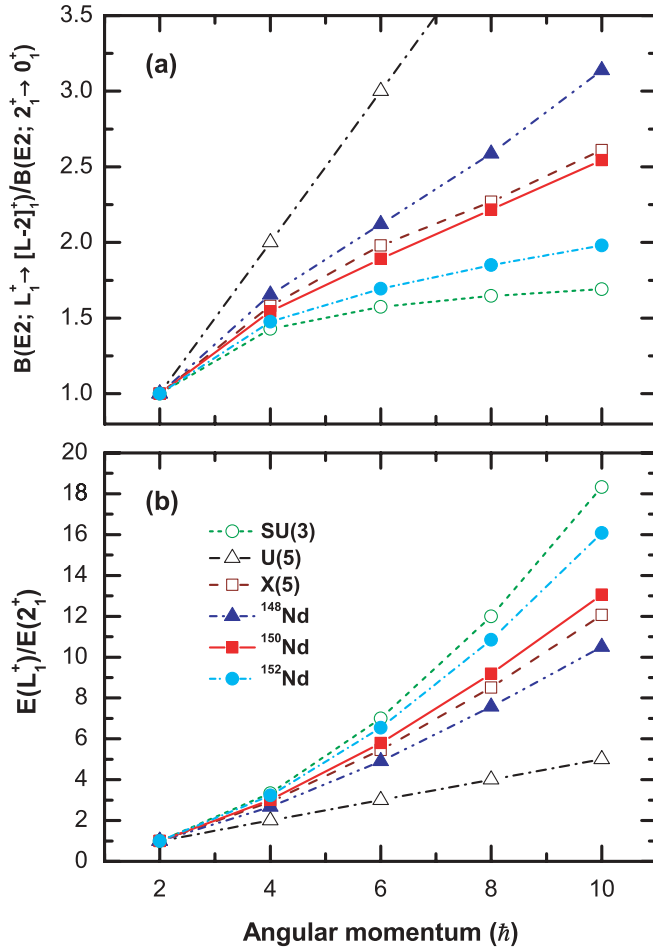 B(E2; L₁⁺→ [L-2]₁⁺)/B(E2; 2₁⁺→ 0₁⁺)
3.5
3.0
2.5
2.0
1.5
1.0
(a)
E(L₁⁺)/E(2₁⁺)
20
18
16
14
12
10
8
6
4
2
0
(b)
SU(3)
U(5)
X(5)
¹⁴⁸Nd
¹⁵⁰Nd
¹⁵²Nd
2 4 6 8 10
Angular momentum (ℏ)